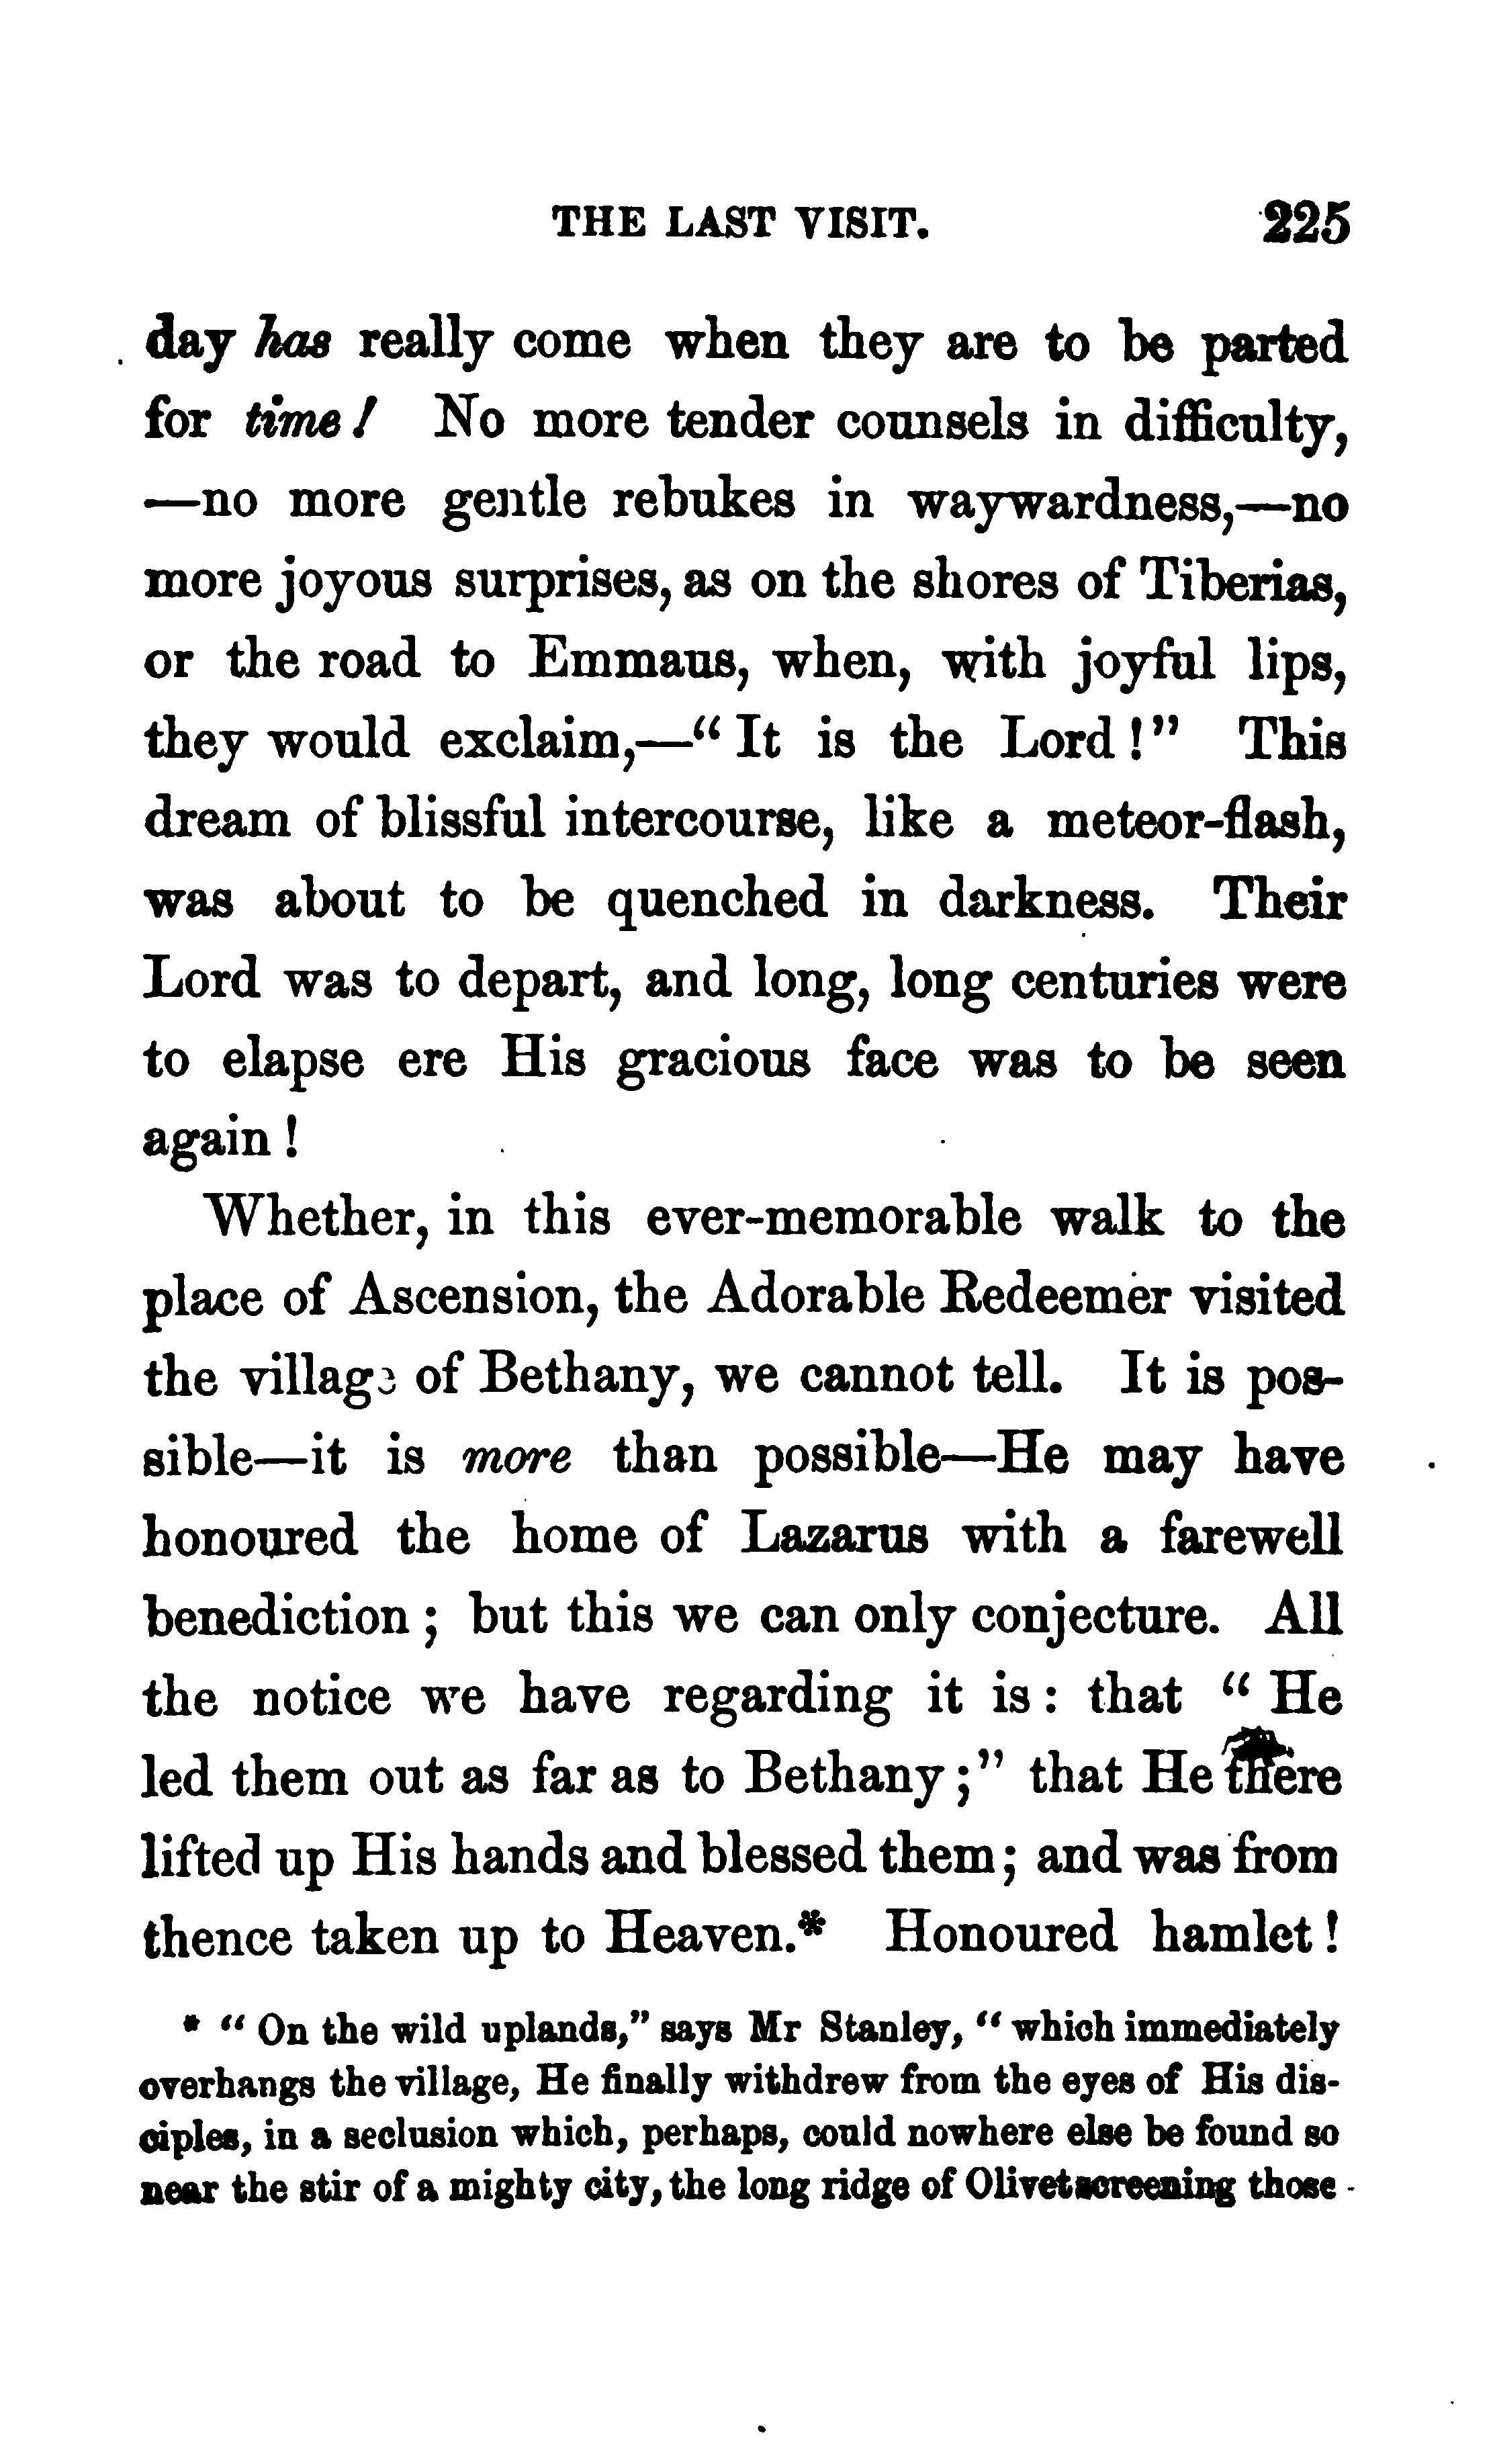 THE LAST VISIT. 225
day has really come when they are to be parted
for time! No more tender counsels in difficulty,
—no more gentle rebukes in waywardness,—no
more joyous surprises, as on the shores of Tiberias,
or the road to Emmaus, when, with joyful lips,
they would exclaim,—“It is the Lord!” This
dream of blissful intercourse, like a meteor-flash,
was about to be quenched in darkness. Their
Lord was to depart, and long, long centuries were
to elapse ere His gracious face was to be seen
again!
Whether, in this ever-memorable walk to the
place of Ascension, the Adorable Redeemer visited
the village of Bethany, we cannot tell. It is pos-
sible—it is more than possible—He may have
honoured the home of Lazarus with a farewell
benediction; but this we can only conjecture. All
the notice we have regarding it is: that “He
led them out as far as to Bethany;” that He there
lifted up His hands and blessed them; and was from
thence taken up to Heaven.* Honoured hamlet!
* “On the wild uplands,” says Mr Stanley, “which immediately
overhangs the village, He finally withdrew from the eyes of His dis-
ciples, in a seclusion which, perhaps, could nowhere else be found so
near the stir of a mighty city, the long ridge of Olivet screening those